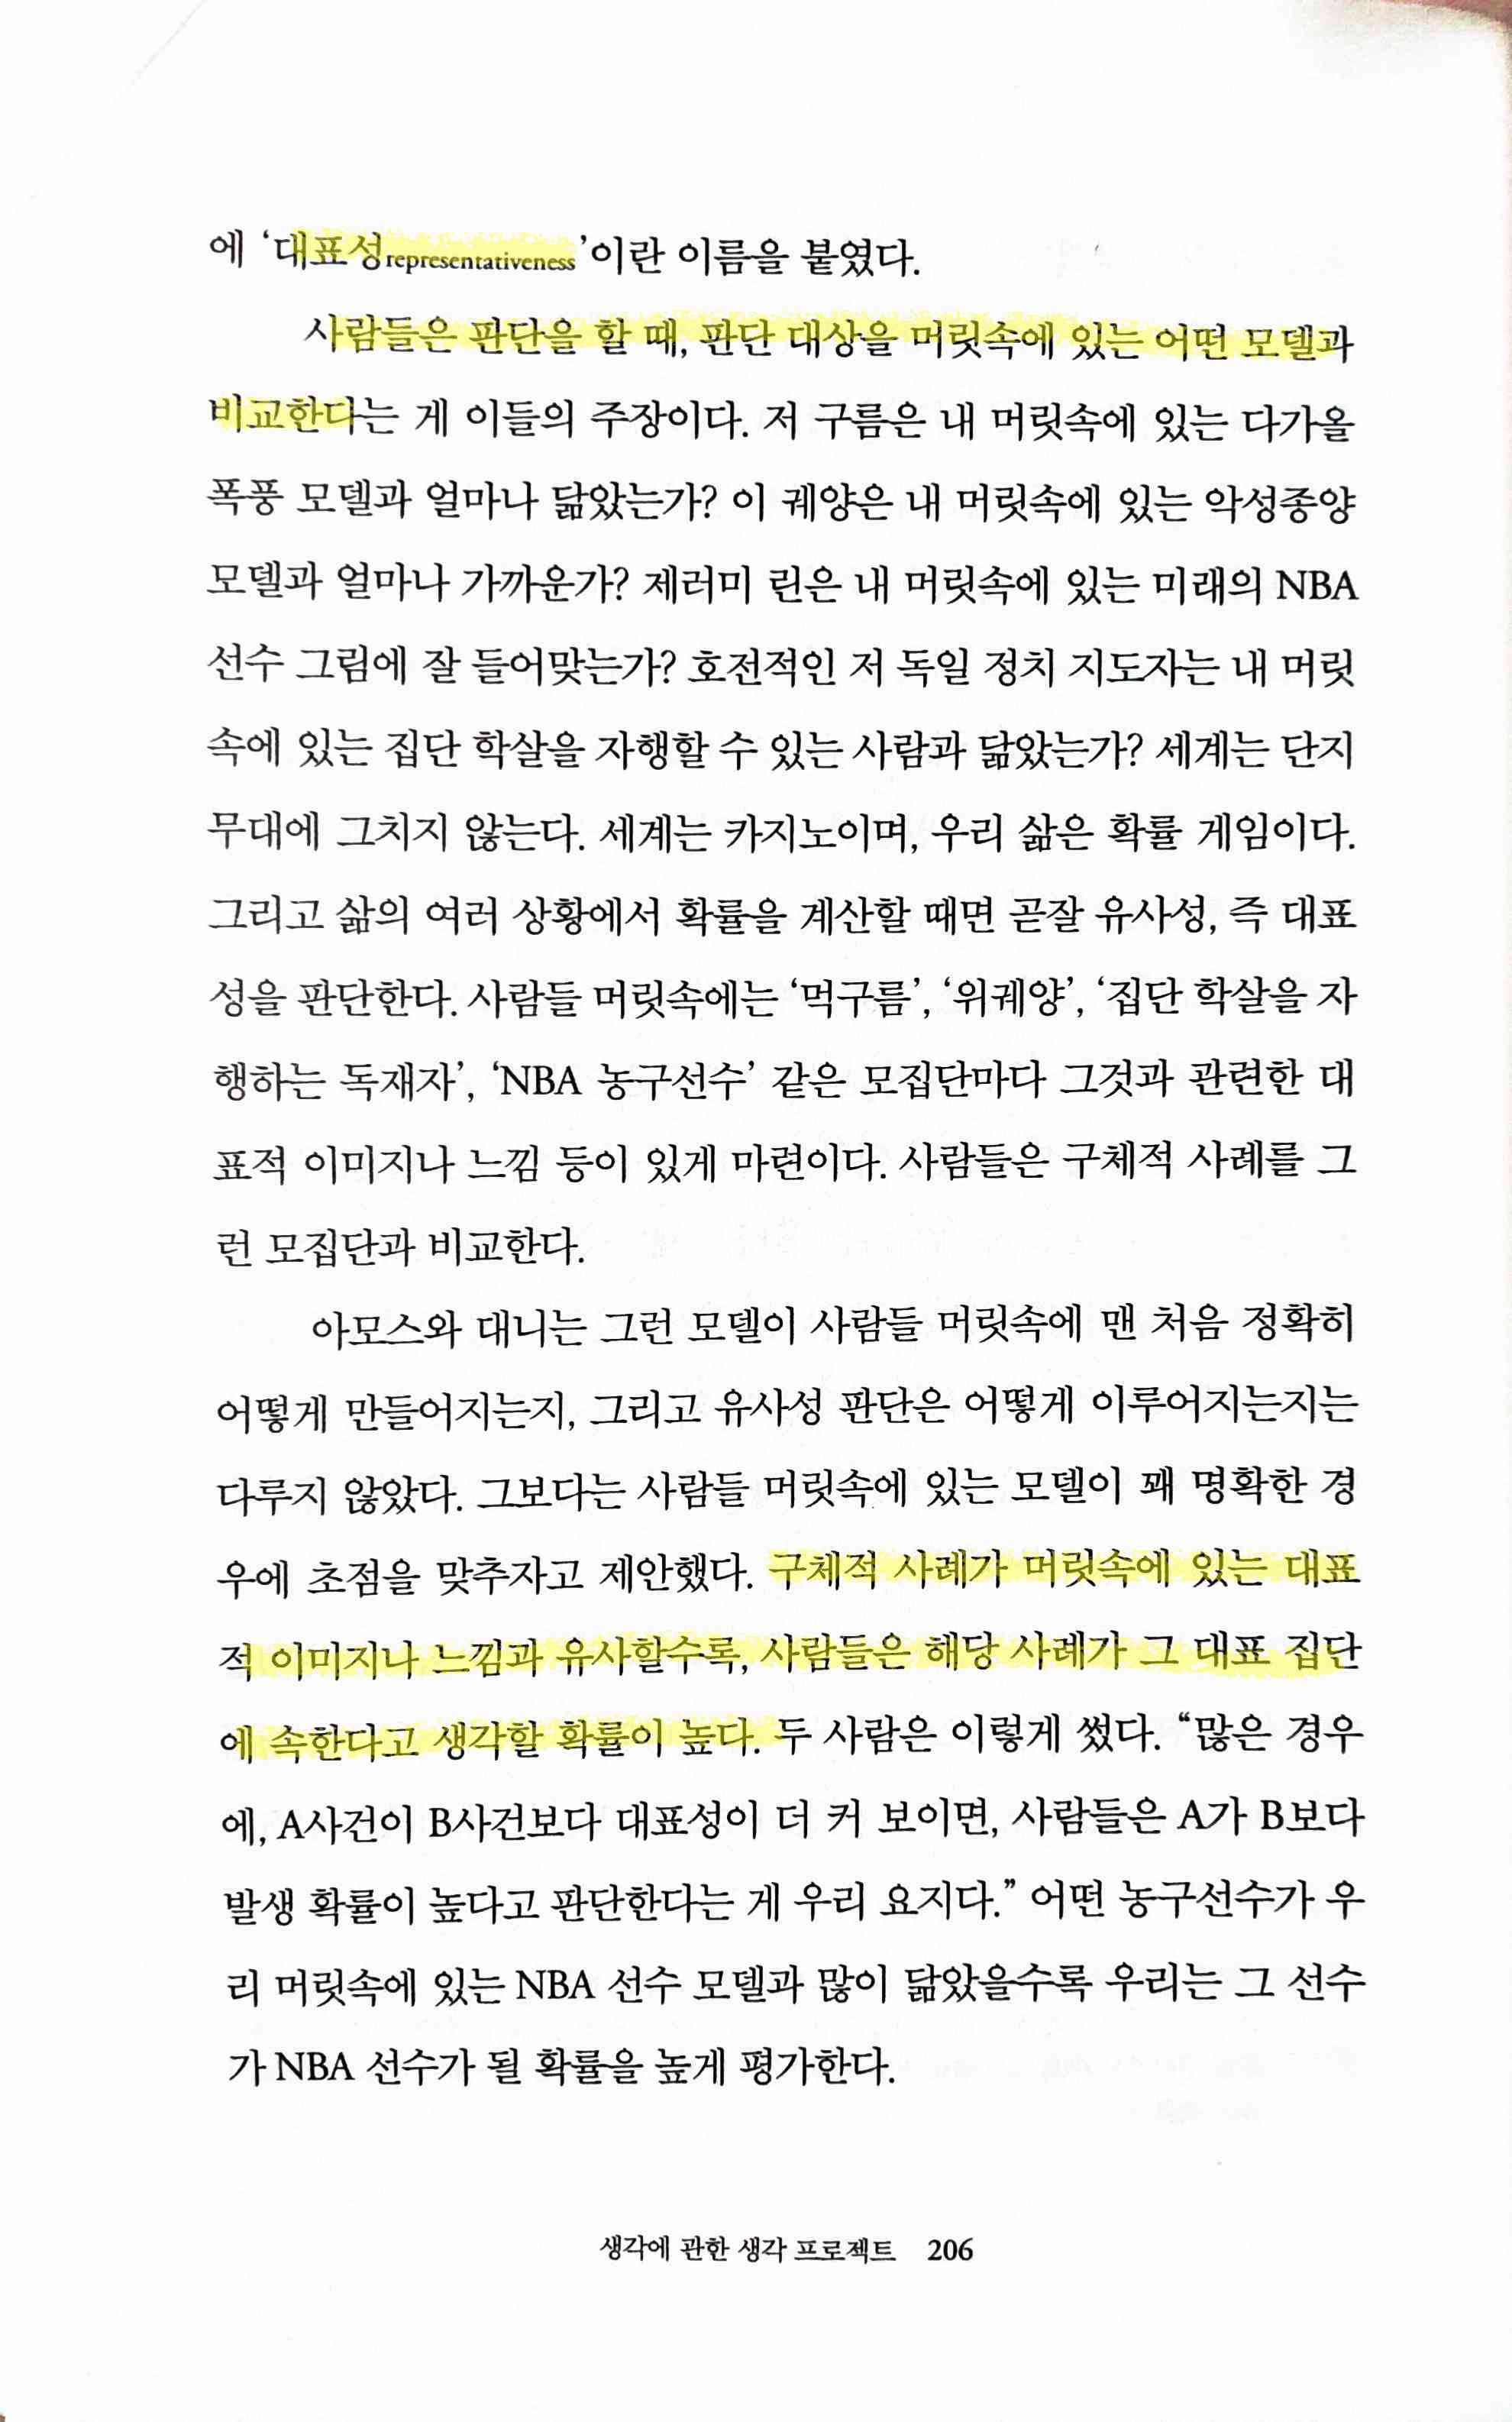 에 ‘대표성representativeness’이란 이름을 붙였다.
사람들은 판단을 할 때, 판단 대상을 머릿속에 있는 어떤 모델과
비교한다는 게 이들의 주장이다. 저 구름은 내 머릿속에 있는 다가올
폭풍 모델과 얼마나 닮았는가? 이 궤양은 내 머릿속에 있는 악성종양
모델과 얼마나 가까운가? 제러미 린은 내 머릿속에 있는 미래의 NBA
선수 그림에 잘 들어맞는가? 호전적인 저 독일 정치 지도자는 내 머릿
속에 있는 집단 학살을 자행할 수 있는 사람과 닮았는가? 세계는 단지
무대에 그치지 않는다. 세계는 카지노이며, 우리 삶은 확률 게임이다.
그리고 삶의 여러 상황에서 확률을 계산할 때면 곧잘 유사성, 즉 대표
성을 판단한다. 사람들 머릿속에는 ‘먹구름’, ‘위궤양’, ‘집단 학살을 자
행하는 독재자’, ‘NBA 농구선수’ 같은 모집단마다 그것과 관련한 대
표적 이미지나 느낌 등이 있게 마련이다. 사람들은 구체적 사례를 그
런 모집단과 비교한다.
아모스와 대니는 그런 모델이 사람들 머릿속에 맨 처음 정확히
어떻게 만들어지는지, 그리고 유사성 판단은 어떻게 이루어지는지는
다루지 않았다. 그보다는 사람들 머릿속에 있는 모델이 꽤 명확한 경
우에 초점을 맞추자고 제안했다. 구체적 사례가 머릿속에 있는 대표
적 이미지나 느낌과 유사할수록, 사람들은 해당 사례가 그 대표 집단
에 속한다고 생각할 확률이 높다. 두 사람은 이렇게 썼다. “많은 경우
에, A사건이 B사건보다 대표성이 더 커 보이면, 사람들은 A가 B보다
발생 확률이 높다고 판단한다는 게 우리 요지다.” 어떤 농구선수가 우
리 머릿속에 있는 NBA 선수 모델과 많이 닮았을수록 우리는 그 선수
가 NBA 선수가 될 확률을 높게 평가한다.
생각에 관한 생각 프로젝트 206